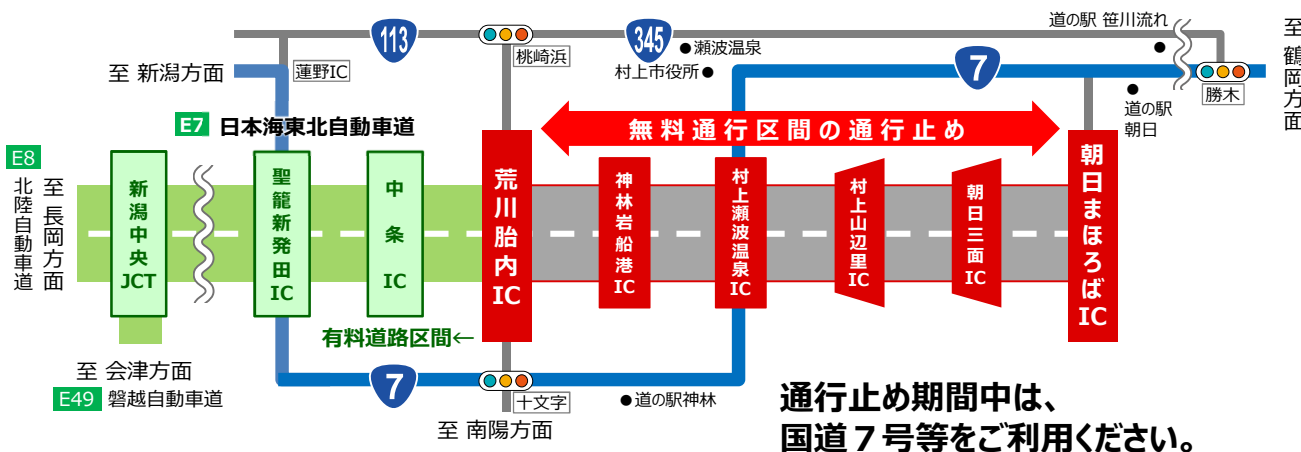 道の駅 笹川流れ
至 鶴岡方面
113
345
桃崎浜
●瀬波温泉
村上市役所●
7
勝木
●
道の駅
朝日
至 新潟方面
蓮野IC
E7 日本海東北自動車道
無料通行区間の通行止め
E8
北陸自動車道
至 長岡方面
新潟中央JCT
聖籠新発田IC
中条IC
荒川胎内IC
神林岩船港IC
村上瀬波温泉IC
村上山辺里IC
朝日三面IC
朝日まほろばIC
有料道路区間←
至 会津方面
E49 磐越自動車道
7
十文字
●道の駅神林
至 南陽方面
通行止め期間中は、
国道７号等をご利用ください。